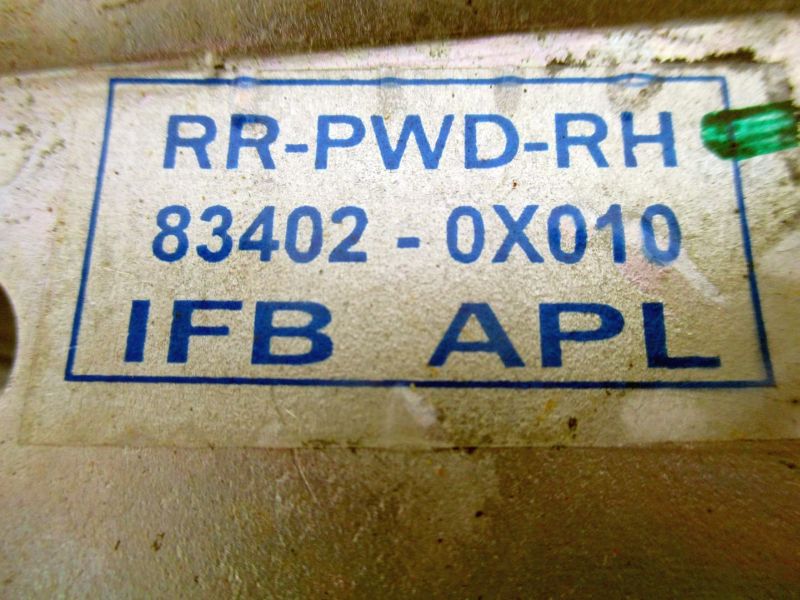 RR-PWD-RH
83402 - 0X010
IFB APL